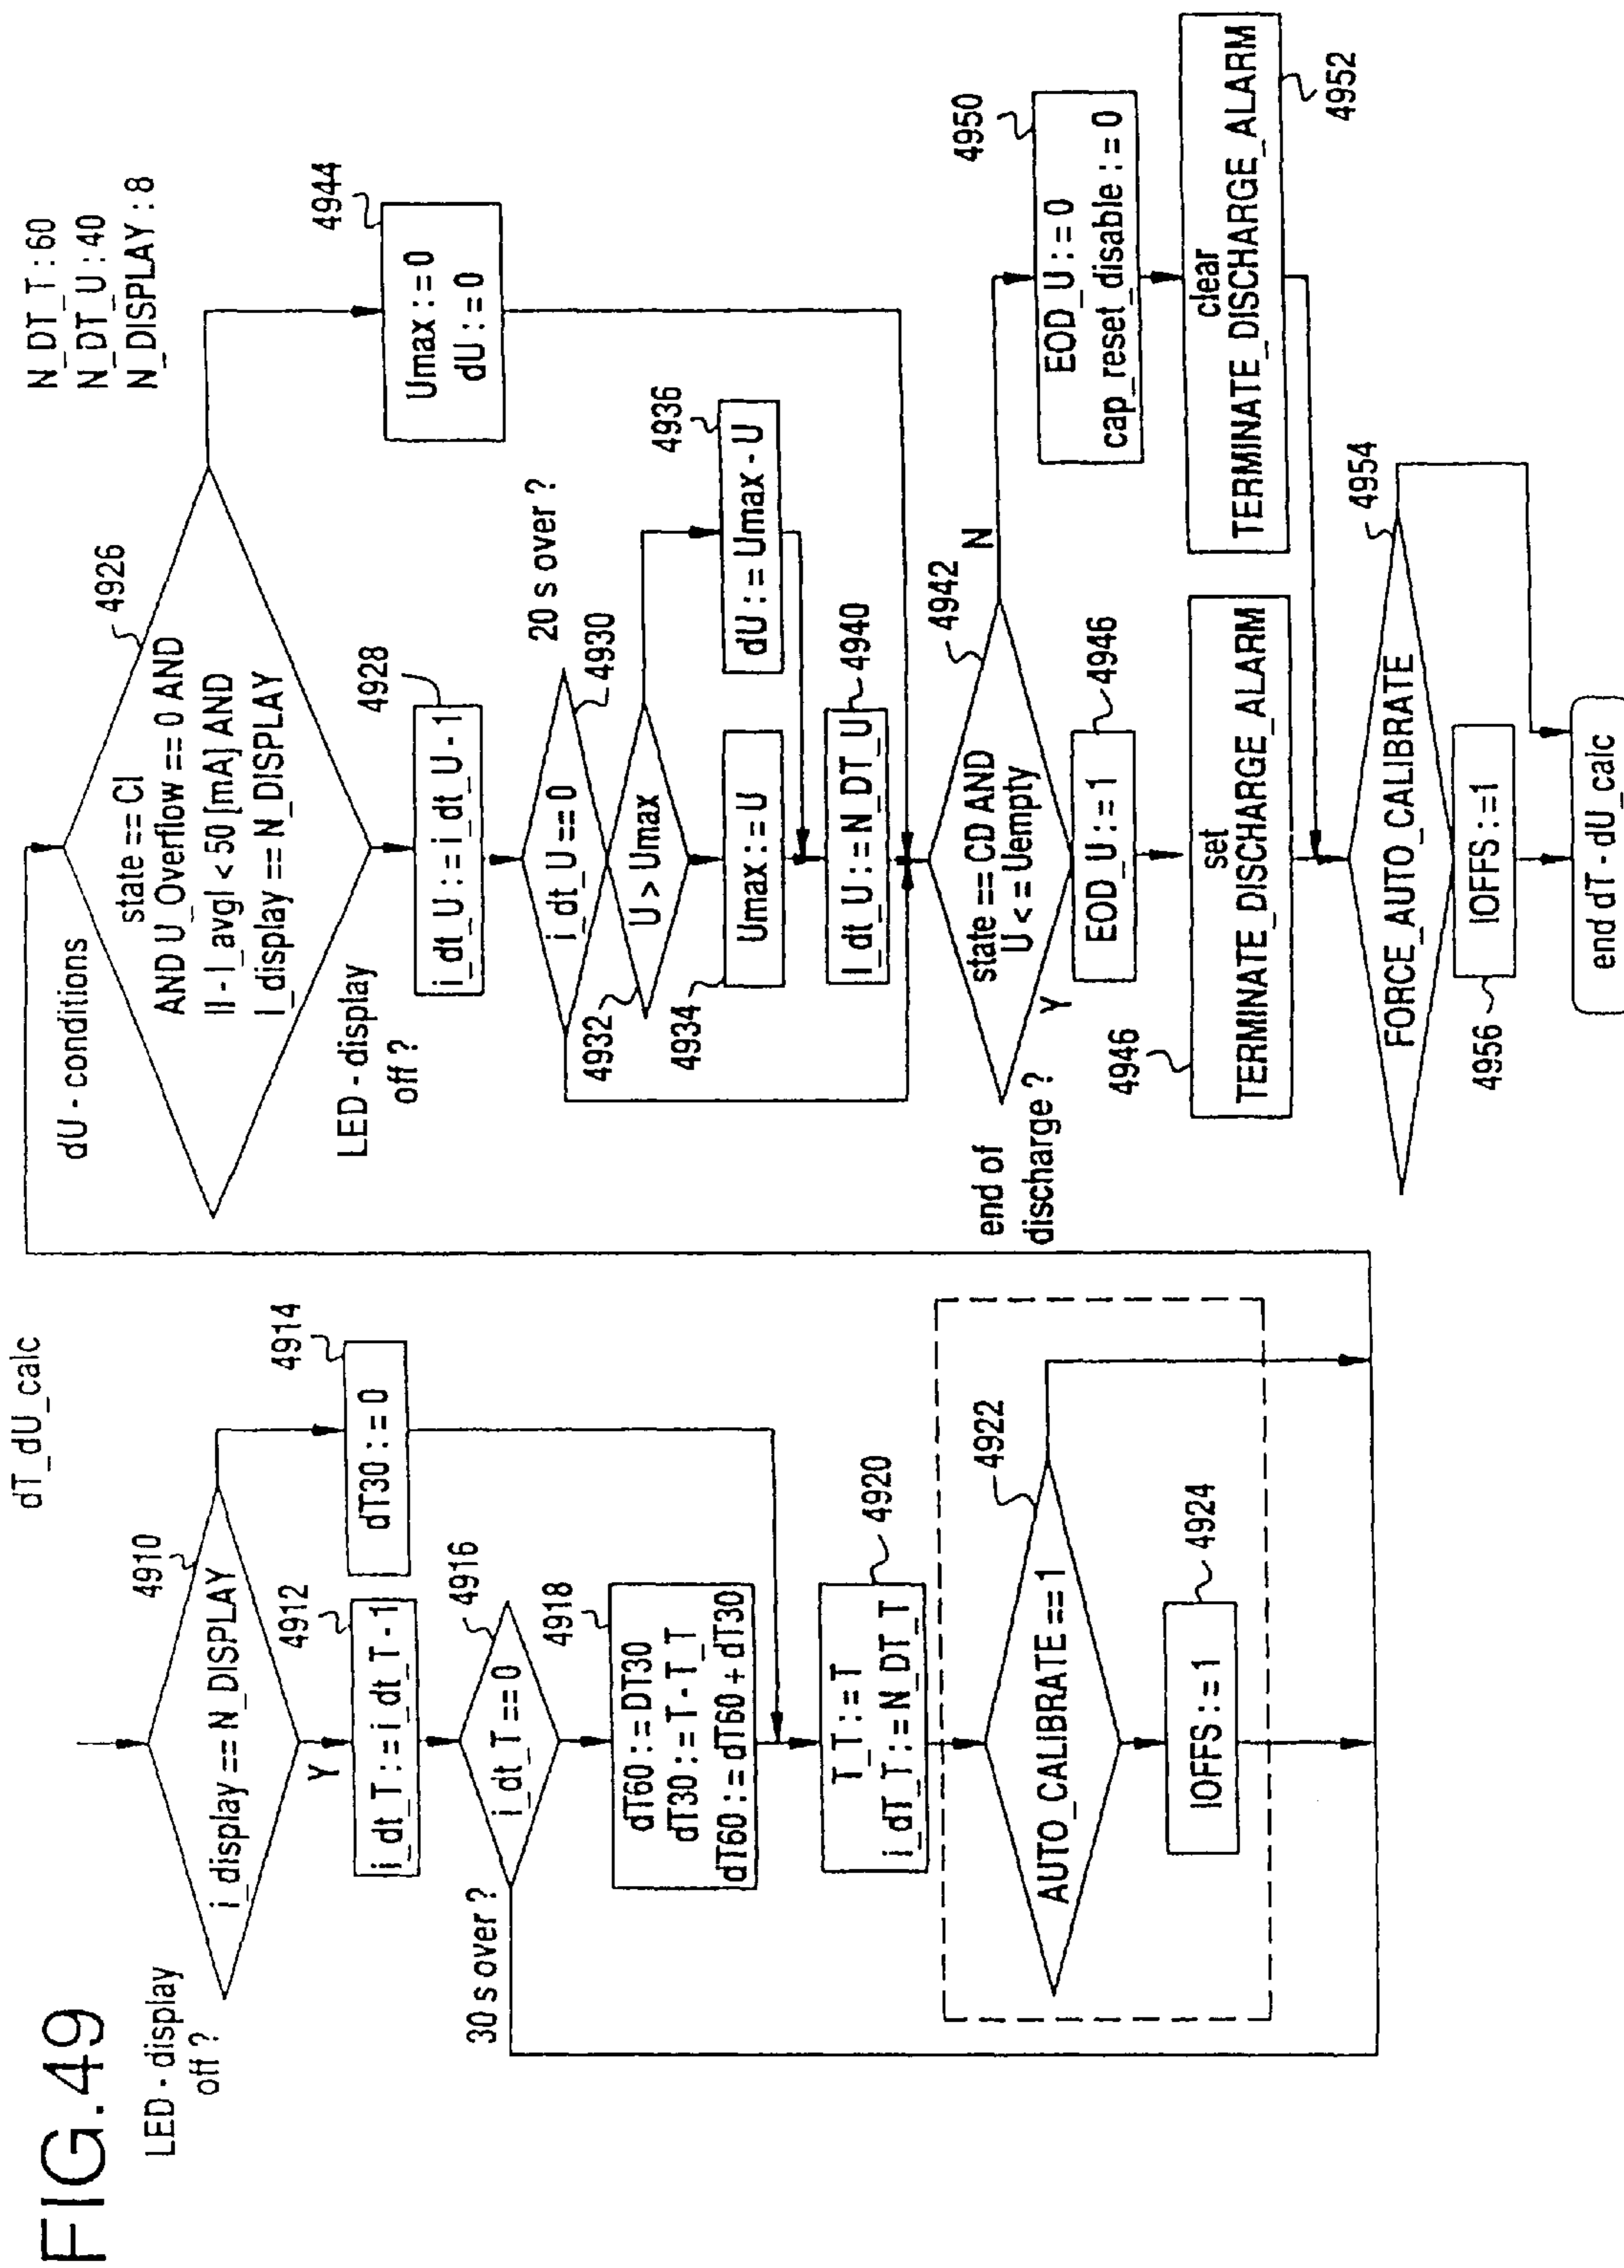 FIG.49
dT_dU_calc
LED - display
off ?
4910
i_display == N_DISPLAY
Y
4912
i_dt_T : = i_dt_T - 1
4914
dT30 : = 0
4916
30 s over ?
i_dt_T == 0
4918
dT60 : = DT30
dT30 : = T - T_T
dT60 : = dT60 + dT30
4920
T_T : = T
i_dT_T : = N_DT_T
4922
AUTO_CALIBRATE == 1
4924
IOFFS : = 1
N_DT_T : 60
N_DT_U : 40
N_DISPLAY : 8
dU - conditions
4926
state == CI
AND U_Overflow == 0 AND
II - I_avgI < 50 [mA] AND
I_display == N_DISPLAY
LED - display
off ?
4928
i_dt_U : = i_dt_U - 1
4944
Umax : = 0
dU : = 0
20 s over ?
4930
i_dt_U == 0
4932
U > Umax
4934
Umax : = U
4936
dU : = Umax - U
4940
I_dt_U : = N_DT_U
4942
end of
discharge ?
state == CD AND
U < = Uempty
N
Y
4946
EOD_U : = 1
4950
EOD_U : = 0
cap_reset_disable : = 0
4946
set
TERMINATE_DISCHARGE_ALARM
clear
TERMINATE_DISCHARGE_ALARM
4952
4954
FORCE_AUTO_CALIBRATE
4956
IOFFS :=1
end dT - dU_calc